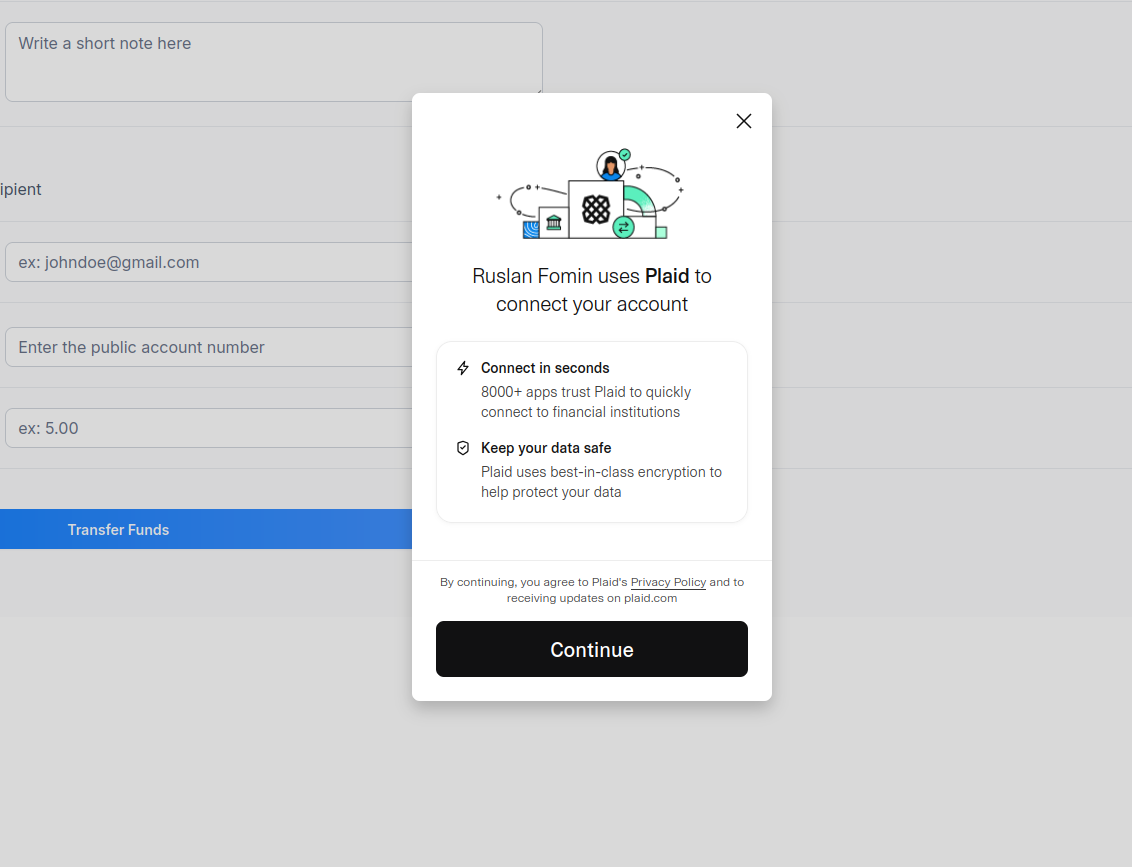 Write a short note here
ipient
ex: johndoe@gmail.com
Enter the public account number
ex: 5.00
Transfer Funds
Ruslan Fomin uses Plaid to
connect your account
Connect in seconds
8000+ apps trust Plaid to quickly
connect to financial institutions
Keep your data safe
Plaid uses best-in-class encryption to
help protect your data
By continuing, you agree to Plaid's Privacy Policy and to
receiving updates on plaid.com
Continue